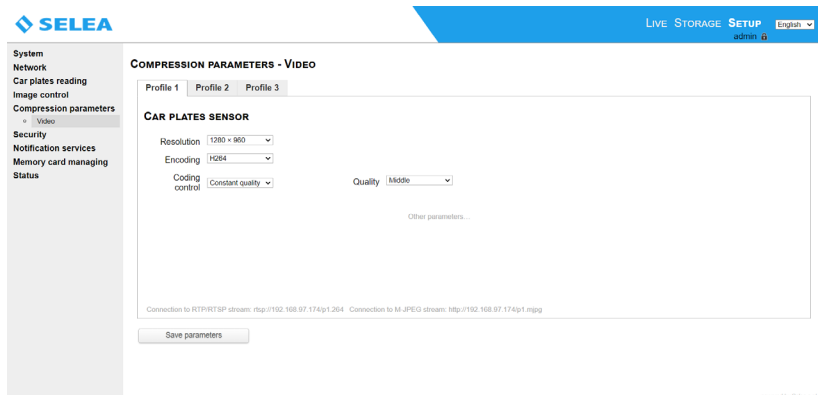 SELEA
LIVE STORAGE SETUP English
admin
System
Network
Car plates reading
Image control
Compression parameters
Video
Security
Notification services
Memory card managing
Status
COMPRESSION PARAMETERS - VIDEO
Profile 1 Profile 2 Profile 3
CAR PLATES SENSOR
Resolution 1280 × 960
Encoding H264
Coding control Constant quality Quality Middle
Other parameters...
Connection to RTP/RTSP stream: rtsp://192.168.97.174/p1.264 Connection to M-JPEG stream: http://192.168.97.174/p1.mjpg
Save parameters